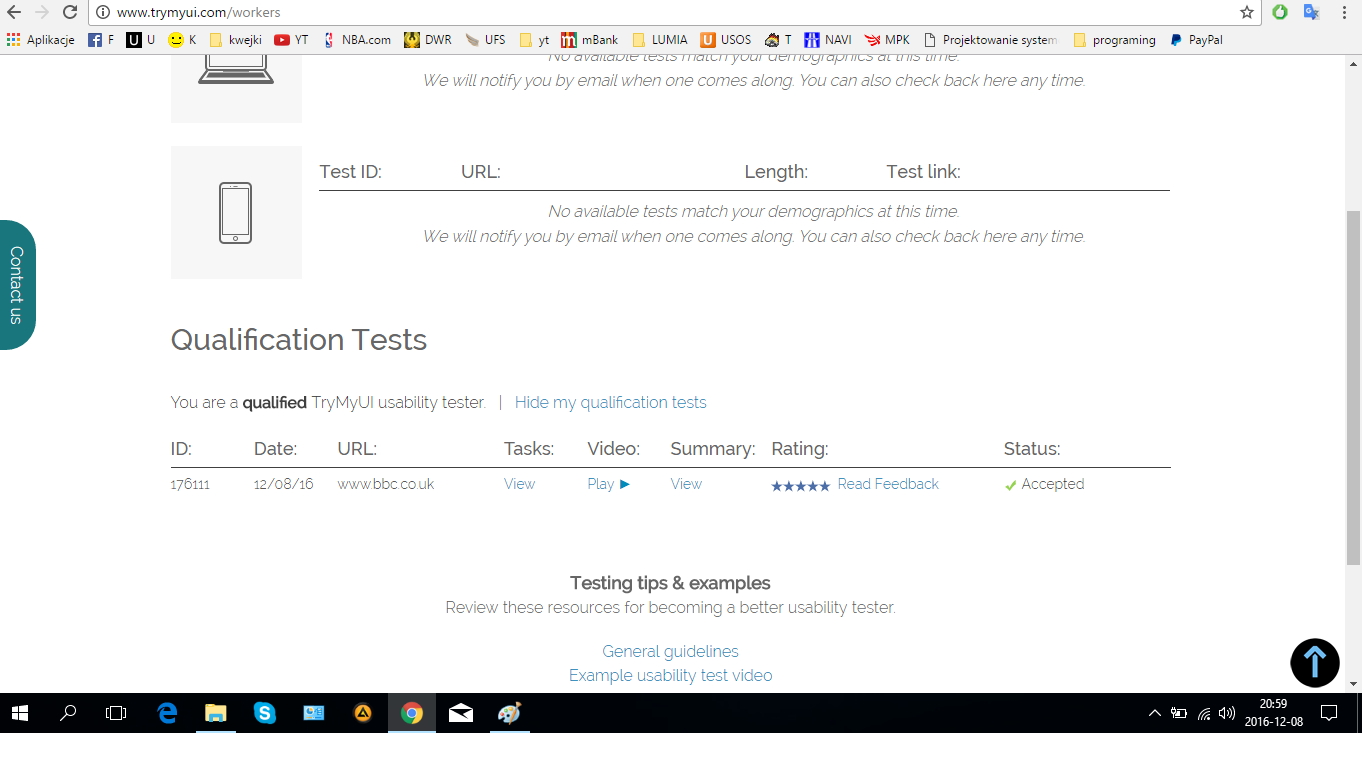 www.trymyui.com/workers
Aplikacje F U K kwejki YT NBA.com DWR UFS yt mBank LUMIA USOS T NAVI MPK Projektowanie system programing PayPal
No available tests match your demographics at this time.
We will notify you by email when one comes along. You can also check back here any time.
Test ID: URL: Length: Test link:
No available tests match your demographics at this time.
We will notify you by email when one comes along. You can also check back here any time.
Contact us
Qualification Tests
You are a qualified TryMyUI usability tester. | Hide my qualification tests
ID: Date: URL: Tasks: Video: Summary: Rating: Status:
176111 12/08/16 www.bbc.co.uk View Play View Read Feedback Accepted
Testing tips & examples
Review these resources for becoming a better usability tester.
General guidelines
Example usability test video
20:59
2016-12-08